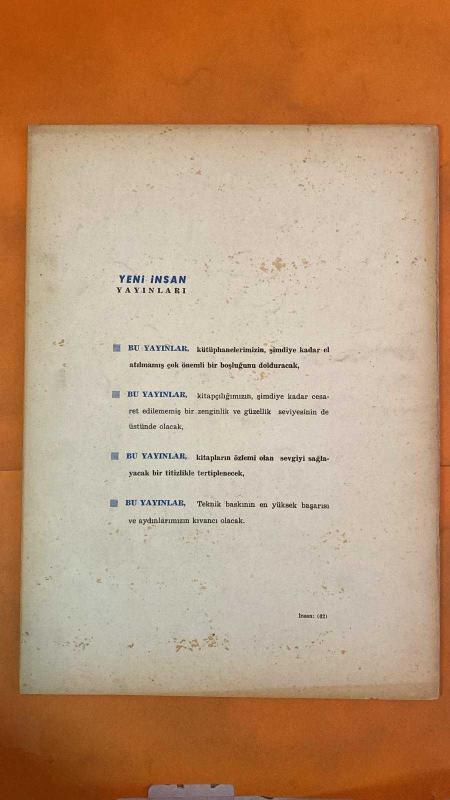 YENİ İNSAN
YAYINLARI
BU YAYINLAR, kütüphanelerimizin, şimdiye kadar el
atılmamış çok önemli bir boşluğunu dolduracak,
BU YAYINLAR, kitapçılığımızın, şimdiye kadar cesa-
ret edilememiş bir zenginlik ve güzellik seviyesinin de
üstünde olacak,
BU YAYINLAR, kitapların özlemi olan sevgiyi sağla-
yacak bir titizlikle tertiplenecek,
BU YAYINLAR, Teknik baskının en yüksek başarısı
ve aydınlarımızın kıvancı olacak.
İnsan: (62)